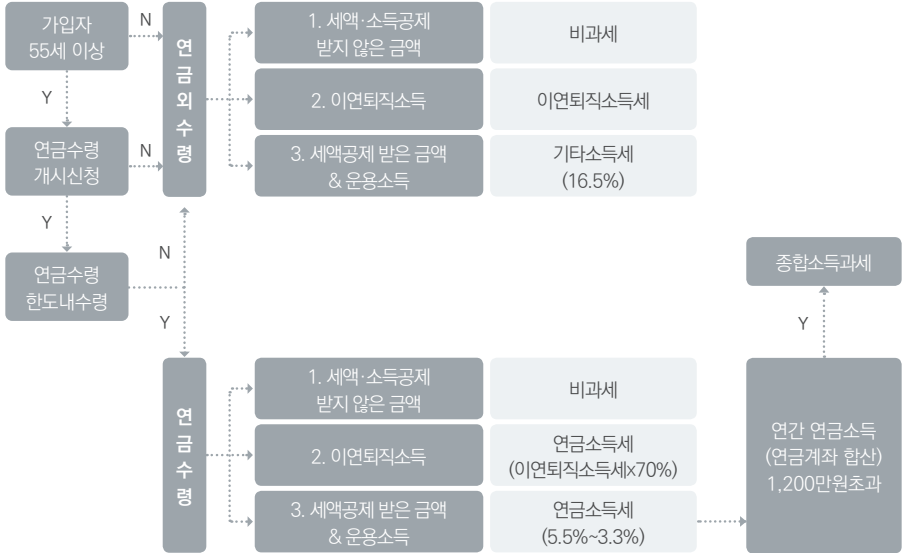 가입자
55세 이상
N
Y
연금수령
개시신청
N
Y
연금수령
한도내수령
N
Y
연
금
외
수
령
1. 세액·소득공제
받지 않은 금액
비과세
2. 이연퇴직소득
이연퇴직소득세
3. 세액공제 받은 금액
& 운용소득
기타소득세
(16.5%)
연
금
수
령
1. 세액·소득공제
받지 않은 금액
비과세
2. 이연퇴직소득
연금소득세
(이연퇴직소득세x70%)
3. 세액공제 받은 금액
& 운용소득
연금소득세
(5.5%~3.3%)
종합소득과세
Y
연간 연금소득
(연금계좌 합산)
1,200만원초과